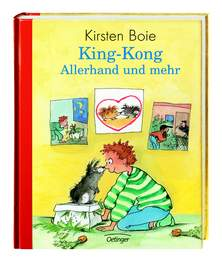 Kirsten Boie
King-Kong
Allerhand und mehr
Oetinger